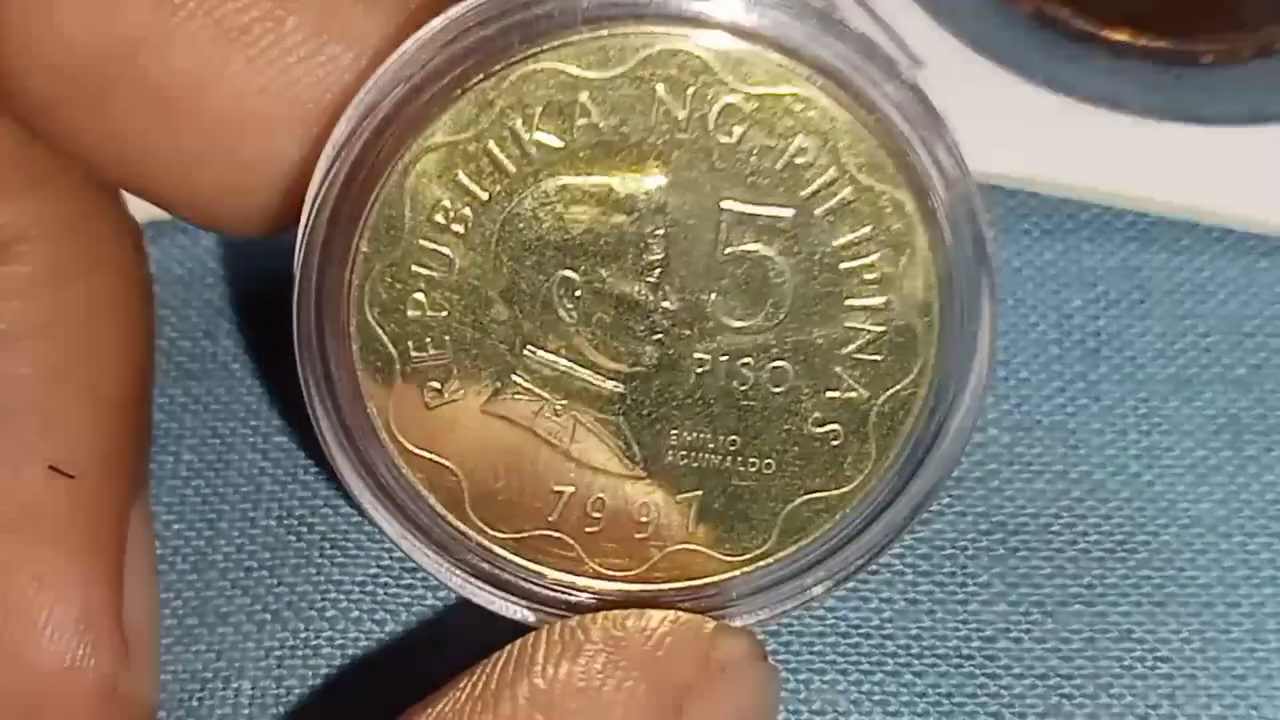 REPUBLIKA NG PILIPINAS
5
PISO
EMILIO
AGUINALDO
1997